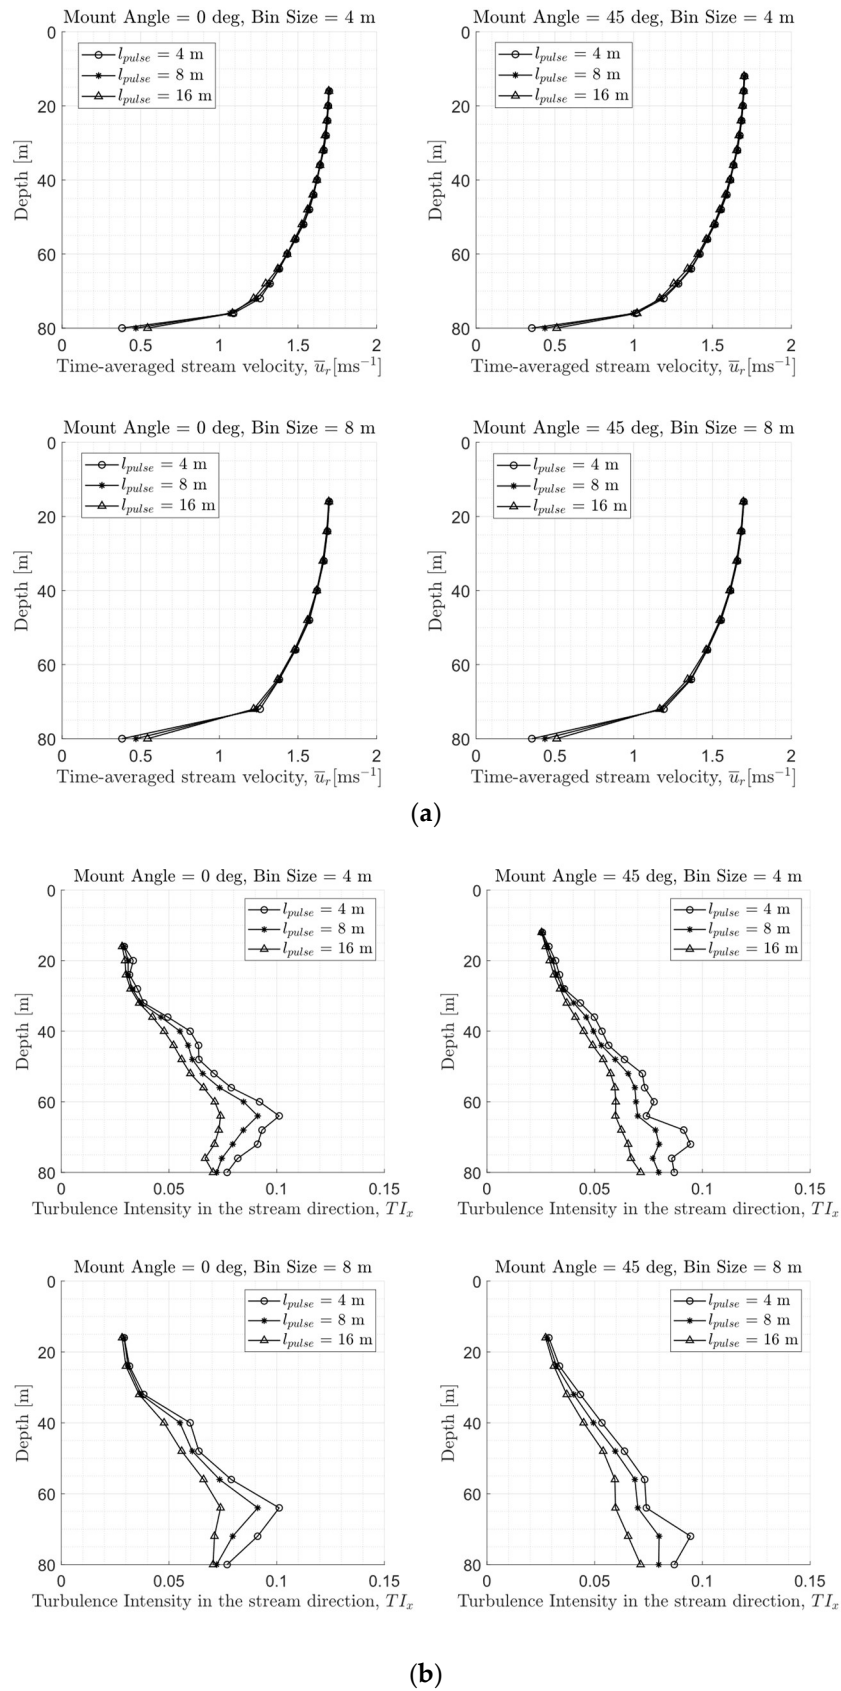 Mount Angle = 0 deg, Bin Size = 4 m
0
20
40
60
80
Depth [m]
l_pulse = 4 m
l_pulse = 8 m
l_pulse = 16 m
0 0.5 1 1.5 2
Time-averaged stream velocity, u̅_r[ms⁻¹]
Mount Angle = 45 deg, Bin Size = 4 m
0
20
40
60
80
Depth [m]
l_pulse = 4 m
l_pulse = 8 m
l_pulse = 16 m
0 0.5 1 1.5 2
Time-averaged stream velocity, u̅_r[ms⁻¹]
Mount Angle = 0 deg, Bin Size = 8 m
0
20
40
60
80
Depth [m]
l_pulse = 4 m
l_pulse = 8 m
l_pulse = 16 m
0 0.5 1 1.5 2
Time-averaged stream velocity, u̅_r[ms⁻¹]
Mount Angle = 45 deg, Bin Size = 8 m
0
20
40
60
80
Depth [m]
l_pulse = 4 m
l_pulse = 8 m
l_pulse = 16 m
0 0.5 1 1.5 2
Time-averaged stream velocity, u̅_r[ms⁻¹]
(a)
Mount Angle = 0 deg, Bin Size = 4 m
0
20
40
60
80
Depth [m]
l_pulse = 4 m
l_pulse = 8 m
l_pulse = 16 m
0 0.05 0.1 0.15
Turbulence Intensity in the stream direction, TI_x
Mount Angle = 45 deg, Bin Size = 4 m
0
20
40
60
80
Depth [m]
l_pulse = 4 m
l_pulse = 8 m
l_pulse = 16 m
0 0.05 0.1 0.15
Turbulence Intensity in the stream direction, TI_x
Mount Angle = 0 deg, Bin Size = 8 m
0
20
40
60
80
Depth [m]
l_pulse = 4 m
l_pulse = 8 m
l_pulse = 16 m
0 0.05 0.1 0.15
Turbulence Intensity in the stream direction, TI_x
Mount Angle = 45 deg, Bin Size = 8 m
0
20
40
60
80
Depth [m]
l_pulse = 4 m
l_pulse = 8 m
l_pulse = 16 m
0 0.05 0.1 0.15
Turbulence Intensity in the stream direction, TI_x
(b)